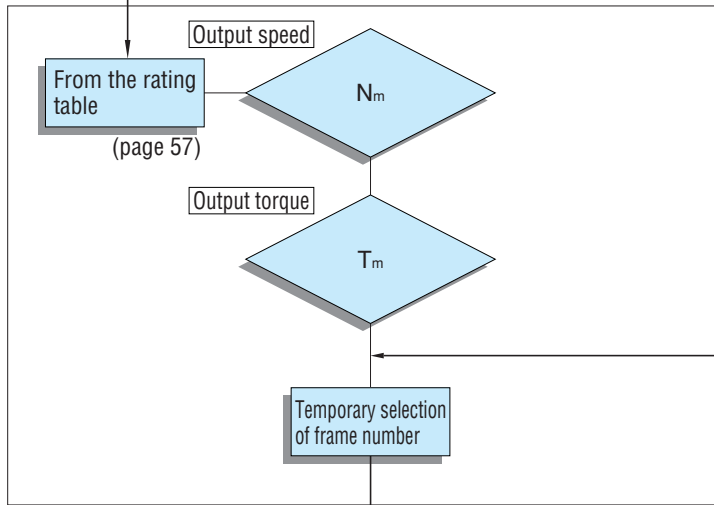 Output speed
From the rating
table
Nm
(page 57)
Output torque
Tm
Temporary selection
of frame number